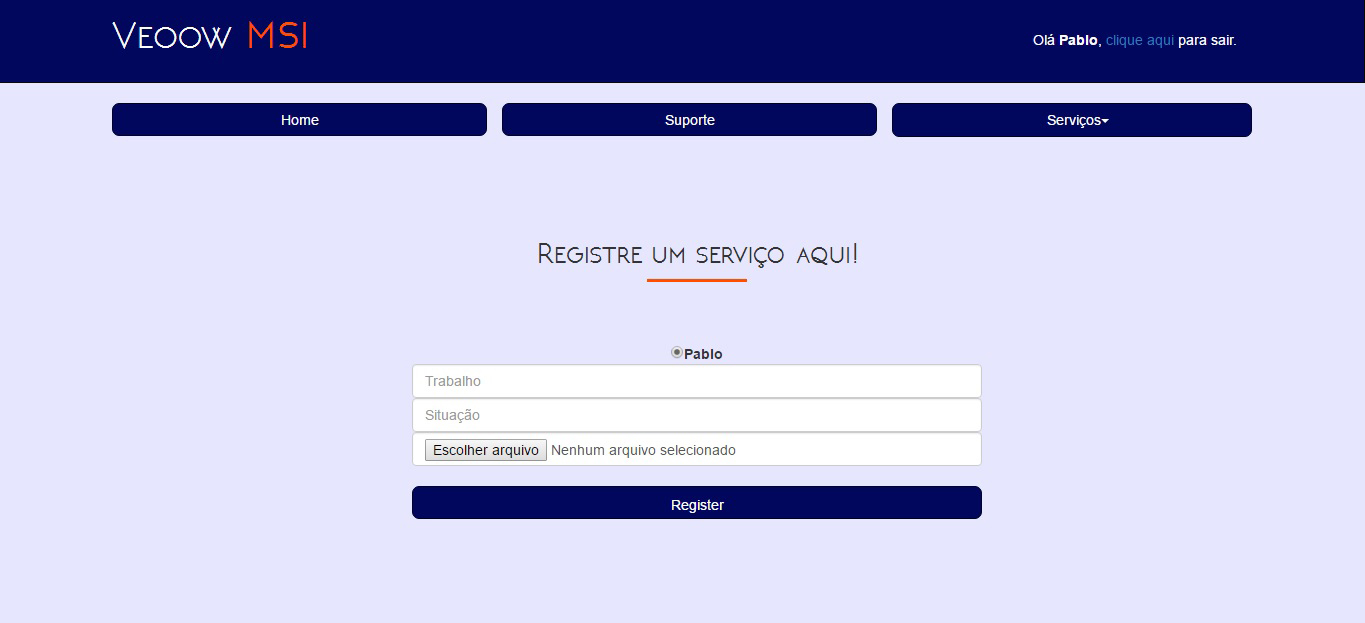 Veoow MSI
Olá Pablo, clique aqui para sair.
Home
Suporte
Serviços
Registre um serviço aqui!
Pablo
Trabalho
Situação
Escolher arquivo Nenhum arquivo selecionado
Register